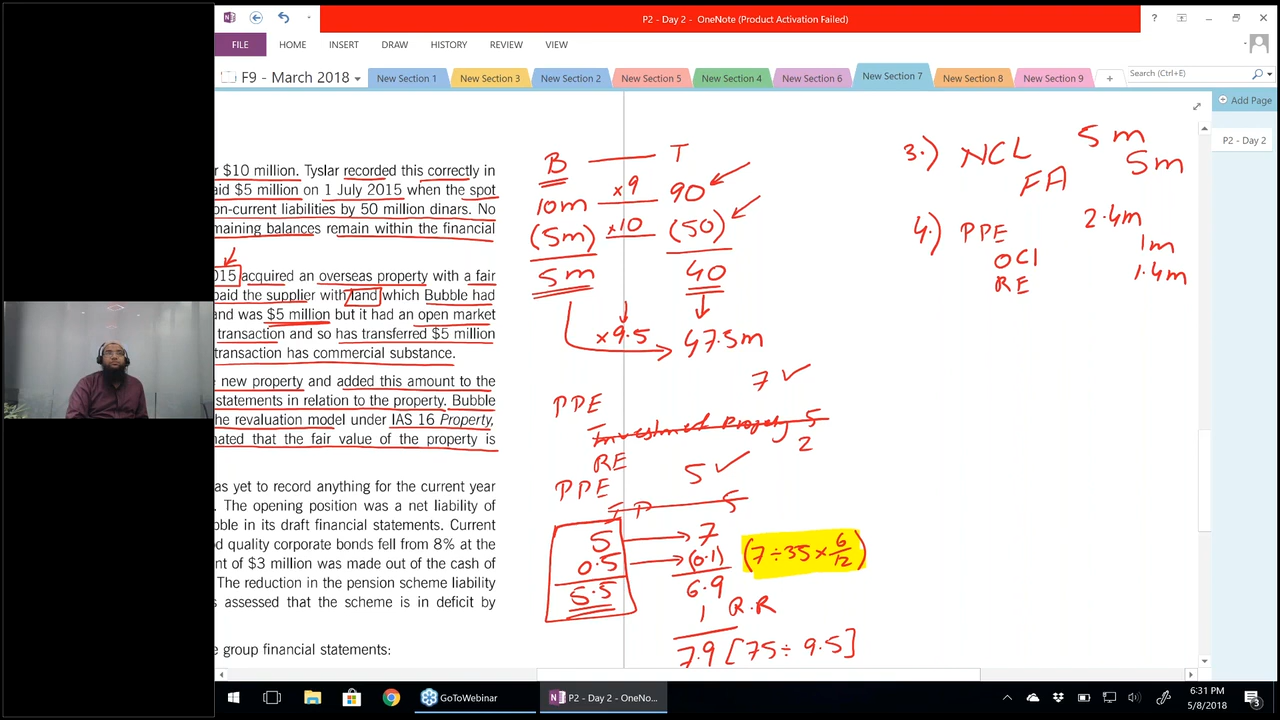 P2 - Day 2 - OneNote (Product Activation Failed)
FILE HOME INSERT DRAW HISTORY REVIEW VIEW
F9 - March 2018 New Section 1 New Section 3 New Section 2 New Section 5 New Section 4 New Section 6 New Section 7 New Section 8 New Section 9 Search (Ctrl+E)
Add Page
P2 - Day 2
r $10 million. Tyslar recorded this correctly in
aid $5 million on 1 July 2015 when the spot
on-current liabilities by 50 million dinars. No
emaining balances remain within the financial
015 acquired an overseas property with a fair
paid the supplier with land which Bubble had
and was $5 million but it had an open market
transaction and so has transferred $5 million
transaction has commercial substance.
new property and added this amount to the
statements in relation to the property. Bubble
he revaluation model under IAS 16 Property,
nated that the fair value of the property is
as yet to record anything for the current year
The opening position was a net liability of
bble in its draft financial statements. Current
d quality corporate bonds fell from 8% at the
ent of $3 million was made out of the cash of
The reduction in the pension scheme liability
s assessed that the scheme is in deficit by
e group financial statements:
B T
10m ×9 90
(5m) ×10 (50)
5m 40
×9.5 47.5m
7 ✓
PPE
Investment Property 5
2
RE
5 ✓
PPE
IP 5
5 → 7
0.5 → (0.1) (7 ÷ 35 × 6/12)
5.5 6.9
1 R.R
7.9 [75 ÷ 9.5]
3.) NCL 5m
FA 5m
4.) PPE 2.4m
OCI 1m
RE 1.4m
GoToWebinar
P2 - Day 2 - OneNo...
6:31 PM
5/8/2018
3